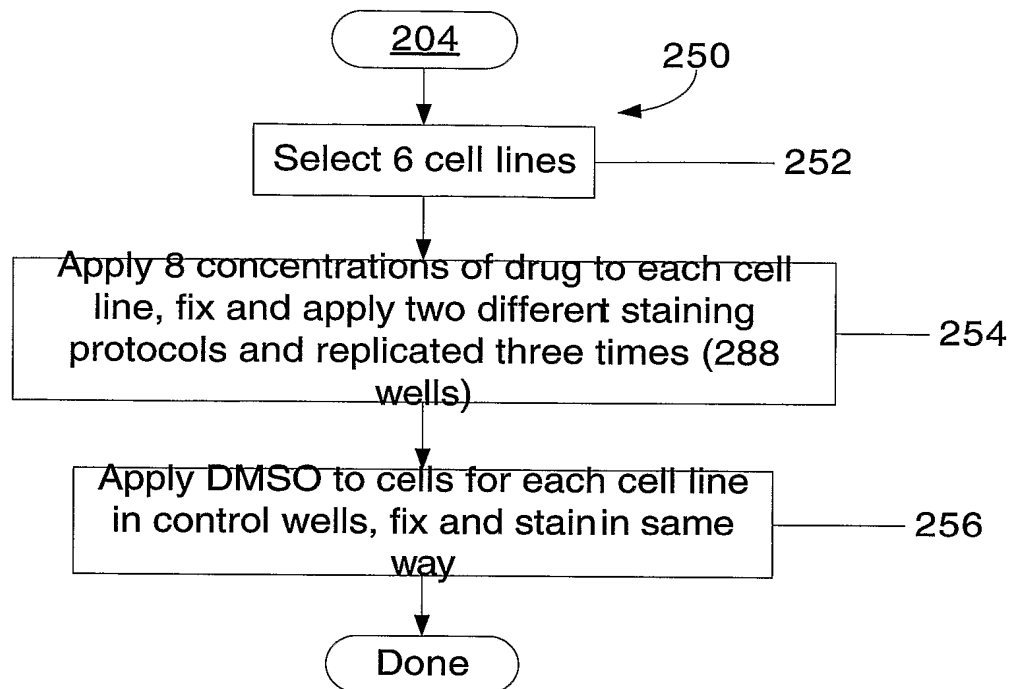 204
250
Select 6 cell lines
252
Apply 8 concentrations of drug to each cell
line, fix and apply two different staining
protocols and replicated three times (288
wells)
254
Apply DMSO to cells for each cell line
in control wells, fix and stain in same
way
256
Done